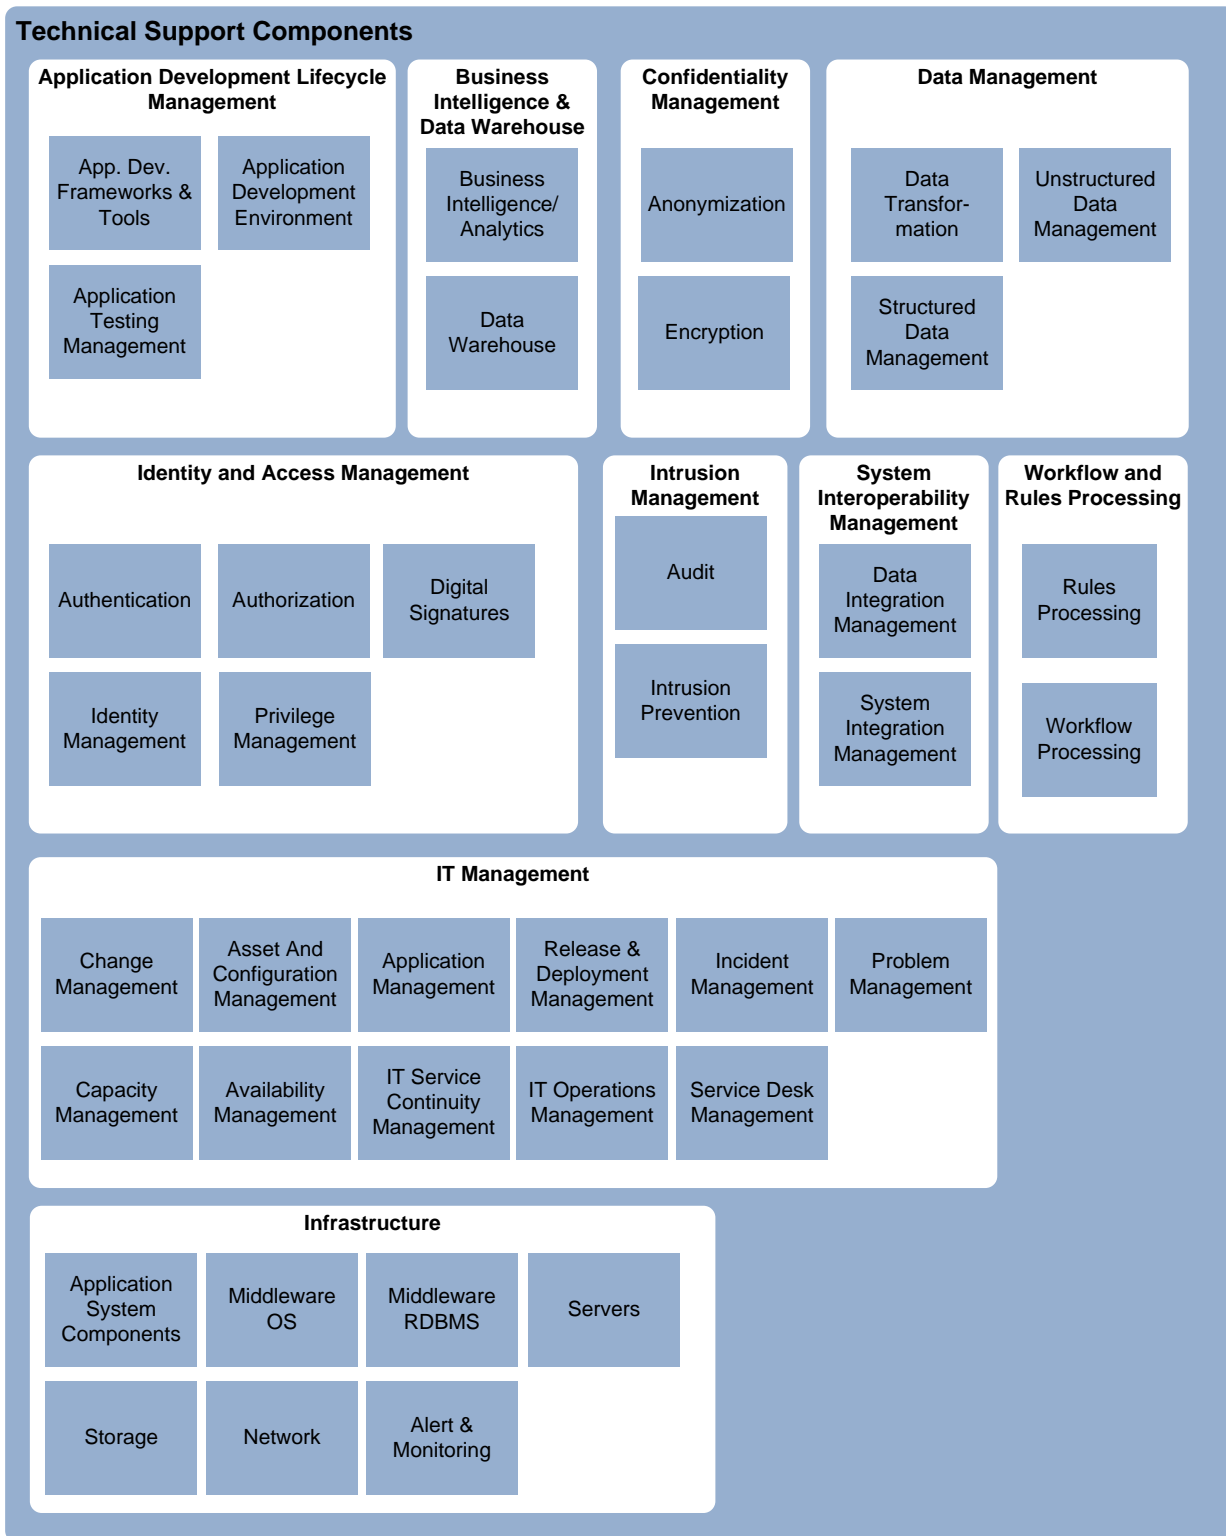 Technical Support Components
Application Development Lifecycle
Management
App. Dev.
Frameworks &
Tools
Application
Development
Environment
Application
Testing
Management
Business
Intelligence &
Data Warehouse
Business
Intelligence/
Analytics
Data
Warehouse
Confidentiality
Management
Anonymization
Encryption
Data Management
Data
Transfor-
mation
Unstructured
Data
Management
Structured
Data
Management
Identity and Access Management
Authentication
Authorization
Digital
Signatures
Identity
Management
Privilege
Management
Intrusion
Management
Audit
Intrusion
Prevention
System
Interoperability
Management
Data
Integration
Management
System
Integration
Management
Workflow and
Rules Processing
Rules
Processing
Workflow
Processing
IT Management
Change
Management
Asset And
Configuration
Management
Application
Management
Release &
Deployment
Management
Incident
Management
Problem
Management
Capacity
Management
Availability
Management
IT Service
Continuity
Management
IT Operations
Management
Service Desk
Management
Infrastructure
Application
System
Components
Middleware
OS
Middleware
RDBMS
Servers
Storage
Network
Alert &
Monitoring